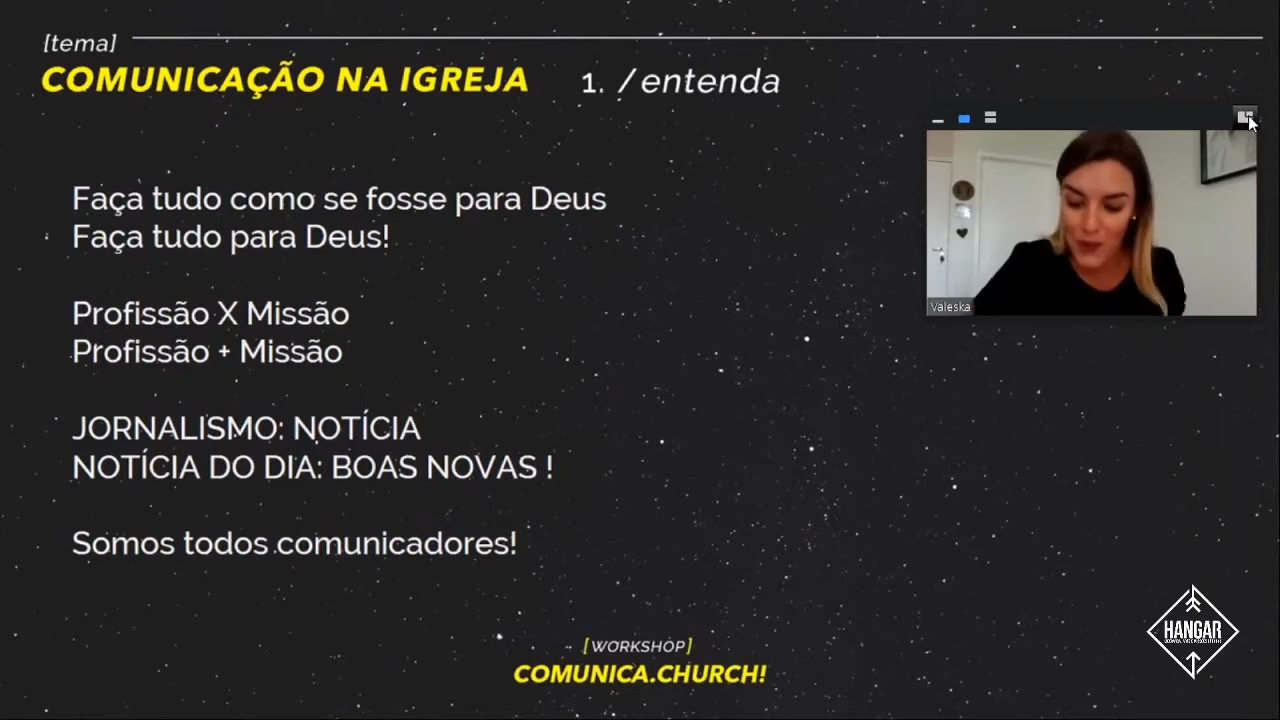 [tema]
COMUNICAÇÃO NA IGREJA 1. /entenda
Faça tudo como se fosse para Deus
Faça tudo para Deus!
Profissão X Missão
Profissão + Missão
JORNALISMO: NOTÍCIA
NOTÍCIA DO DIA: BOAS NOVAS !
Somos todos comunicadores!
Valeska
[WORKSHOP]
COMUNICA.CHURCH!
HANGAR